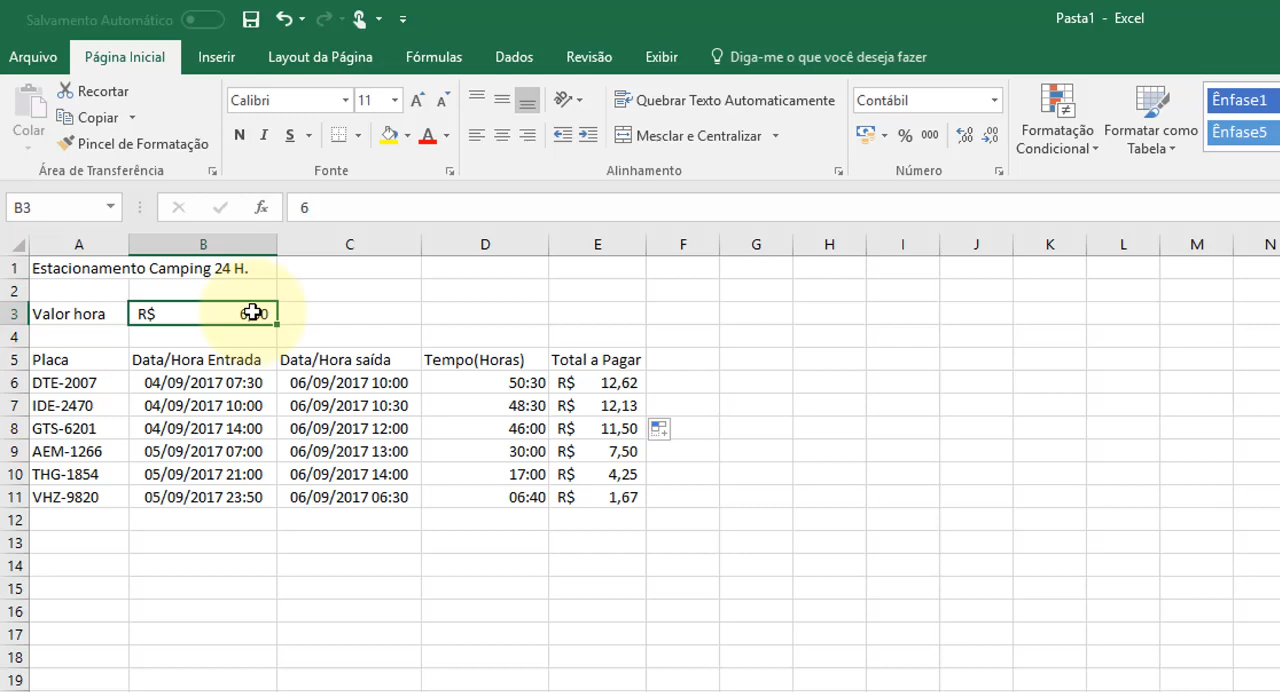 Salvamento Automático
Pasta1 - Excel
Arquivo Página Inicial Inserir Layout da Página Fórmulas Dados Revisão Exibir Diga-me o que você deseja fazer
Colar
Recortar
Copiar
Pincel de Formatação
Área de Transferência
Calibri 11
N I S
Fonte
Quebrar Texto Automaticamente
Mesclar e Centralizar
Alinhamento
Contábil
% 000
Número
Formatação Condicional
Formatar como Tabela
Ênfase1
Ênfase5
B3 fx 6
A B C D E F G H I J K L M N
1 Estacionamento Camping 24 H.
2
3 Valor hora R$
4
5 Placa Data/Hora Entrada Data/Hora saída Tempo(Horas) Total a Pagar
6 DTE-2007 04/09/2017 07:30 06/09/2017 10:00 50:30 R$ 12,62
7 IDE-2470 04/09/2017 10:00 06/09/2017 10:30 48:30 R$ 12,13
8 GTS-6201 04/09/2017 14:00 06/09/2017 12:00 46:00 R$ 11,50
9 AEM-1266 05/09/2017 07:00 06/09/2017 13:00 30:00 R$ 7,50
10 THG-1854 05/09/2017 21:00 06/09/2017 14:00 17:00 R$ 4,25
11 VHZ-9820 05/09/2017 23:50 06/09/2017 06:30 06:40 R$ 1,67
12
13
14
15
16
17
18
19